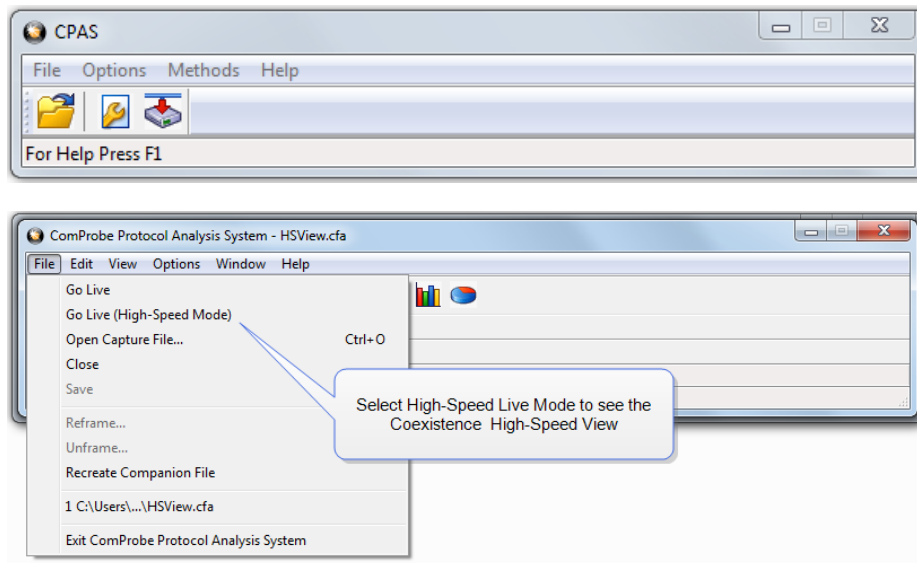 CPAS
File Options Methods Help
For Help Press F1
ComProbe Protocol Analysis System - HSView.cfa
File Edit View Options Window Help
Go Live
Go Live (High-Speed Mode)
Open Capture File... Ctrl+O
Close
Save
Select High-Speed Live Mode to see the
Coexistence High-Speed View
Reframe...
Unframe...
Recreate Companion File
1 C:\Users\...\HSView.cfa
Exit ComProbe Protocol Analysis System